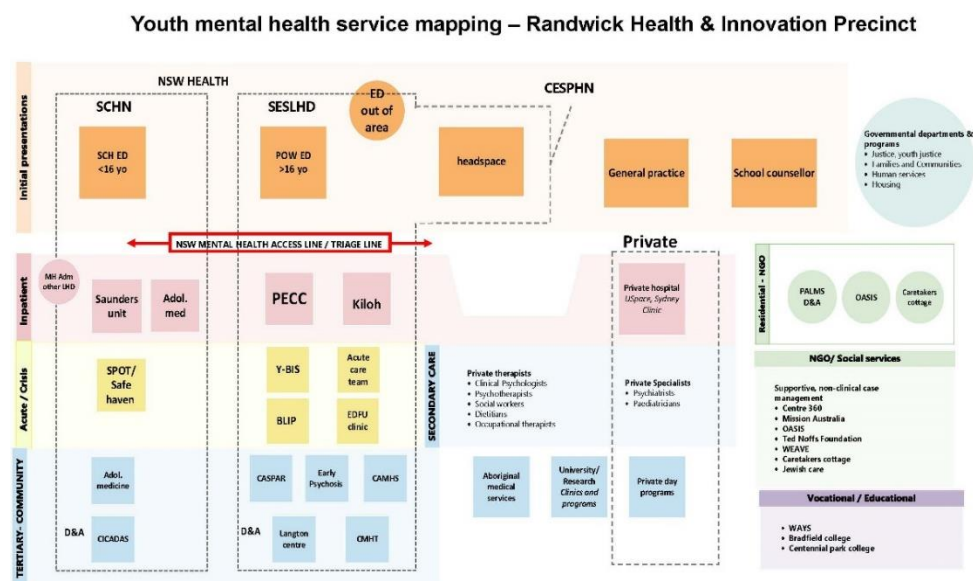 Youth mental health service mapping – Randwick Health & Innovation Precinct
NSW HEALTH
SCHN
SESLHD
ED
out of
area
CESPHN
Initial presentations
SCH ED
<16 yo
POW ED
>16 yo
headspace
General practice
School counsellor
Governmental departments &
programs
• Justice, youth justice
• Families and Communities
• Human services
• Housing
NSW MENTAL HEALTH ACCESS LINE / TRIAGE LINE
Private
Inpatient
MH Adm
other LHD
Saunders
unit
Adol.
med
PECC
Kiloh
Private hospital
USpace, Sydney
Clinic
Residential - NGO
PALMS
D&A
OASIS
Caretakers
cottage
Acute / Crisis
SPOT/
Safe
haven
Y-BIS
Acute
care
team
BLIP
EDFU
clinic
SECONDARY CARE
Private therapists
• Clinical Psychologists
• Psychotherapists
• Social workers
• Dietitians
• Occupational therapists
Private Specialists
• Psychiatrists
• Paediatricians
NGO/ Social services
Supportive, non-clinical case
management
• Centre 360
• Mission Australia
• OASIS
• Ted Noffs Foundation
• WEAVE
• Caretakers cottage
• Jewish care
TERTIARY- COMMUNITY
Adol.
medicine
D&A
CICADAS
CASPAR
Early
Psychosis
CAMHS
D&A
Langton
centre
CMHT
Aboriginal
medical
services
University/
Research
Clinics and
programs
Private day
programs
Vocational / Educational
• WAYS
• Bradfield college
• Centennial park college